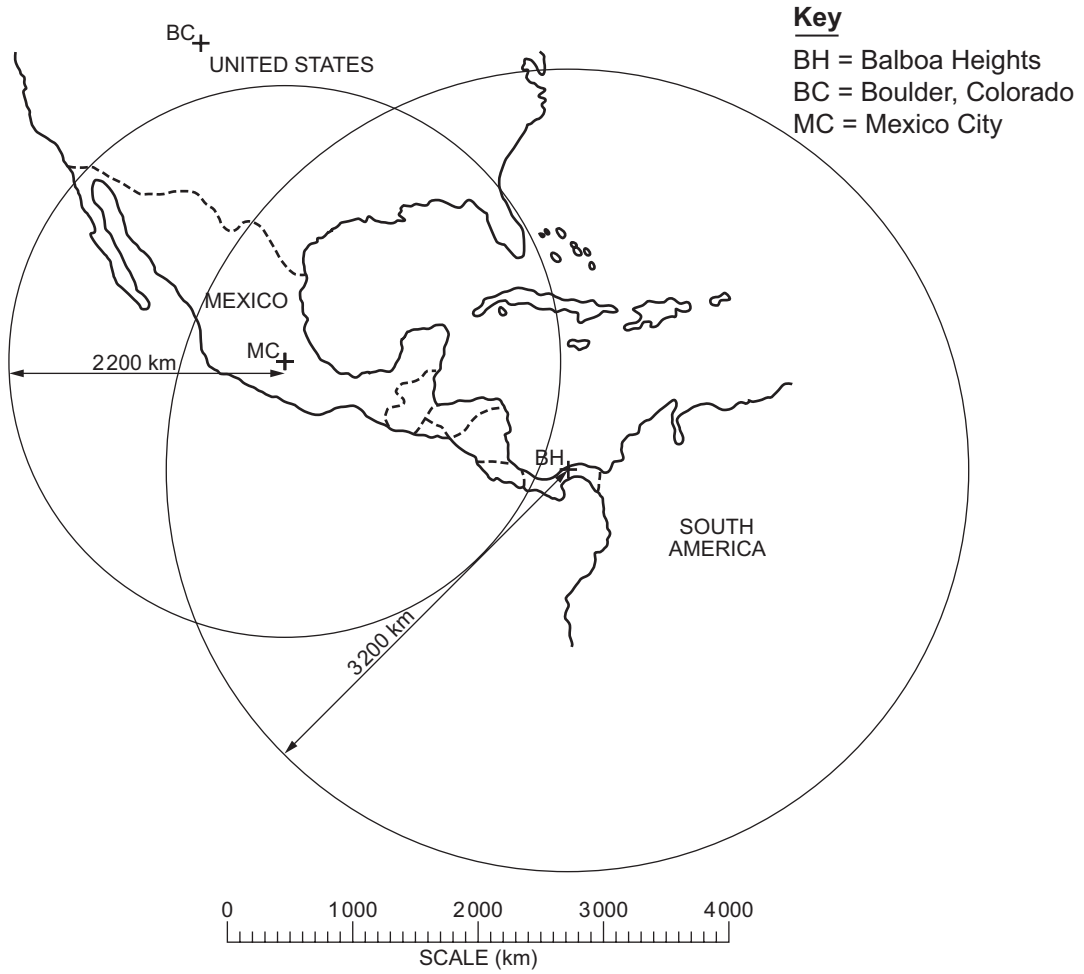 Key
BH = Balboa Heights
BC = Boulder, Colorado
MC = Mexico City
BC
UNITED STATES
MEXICO
MC
2200 km
BH
SOUTH
AMERICA
3200 km
0 1000 2000 3000 4000
SCALE (km)